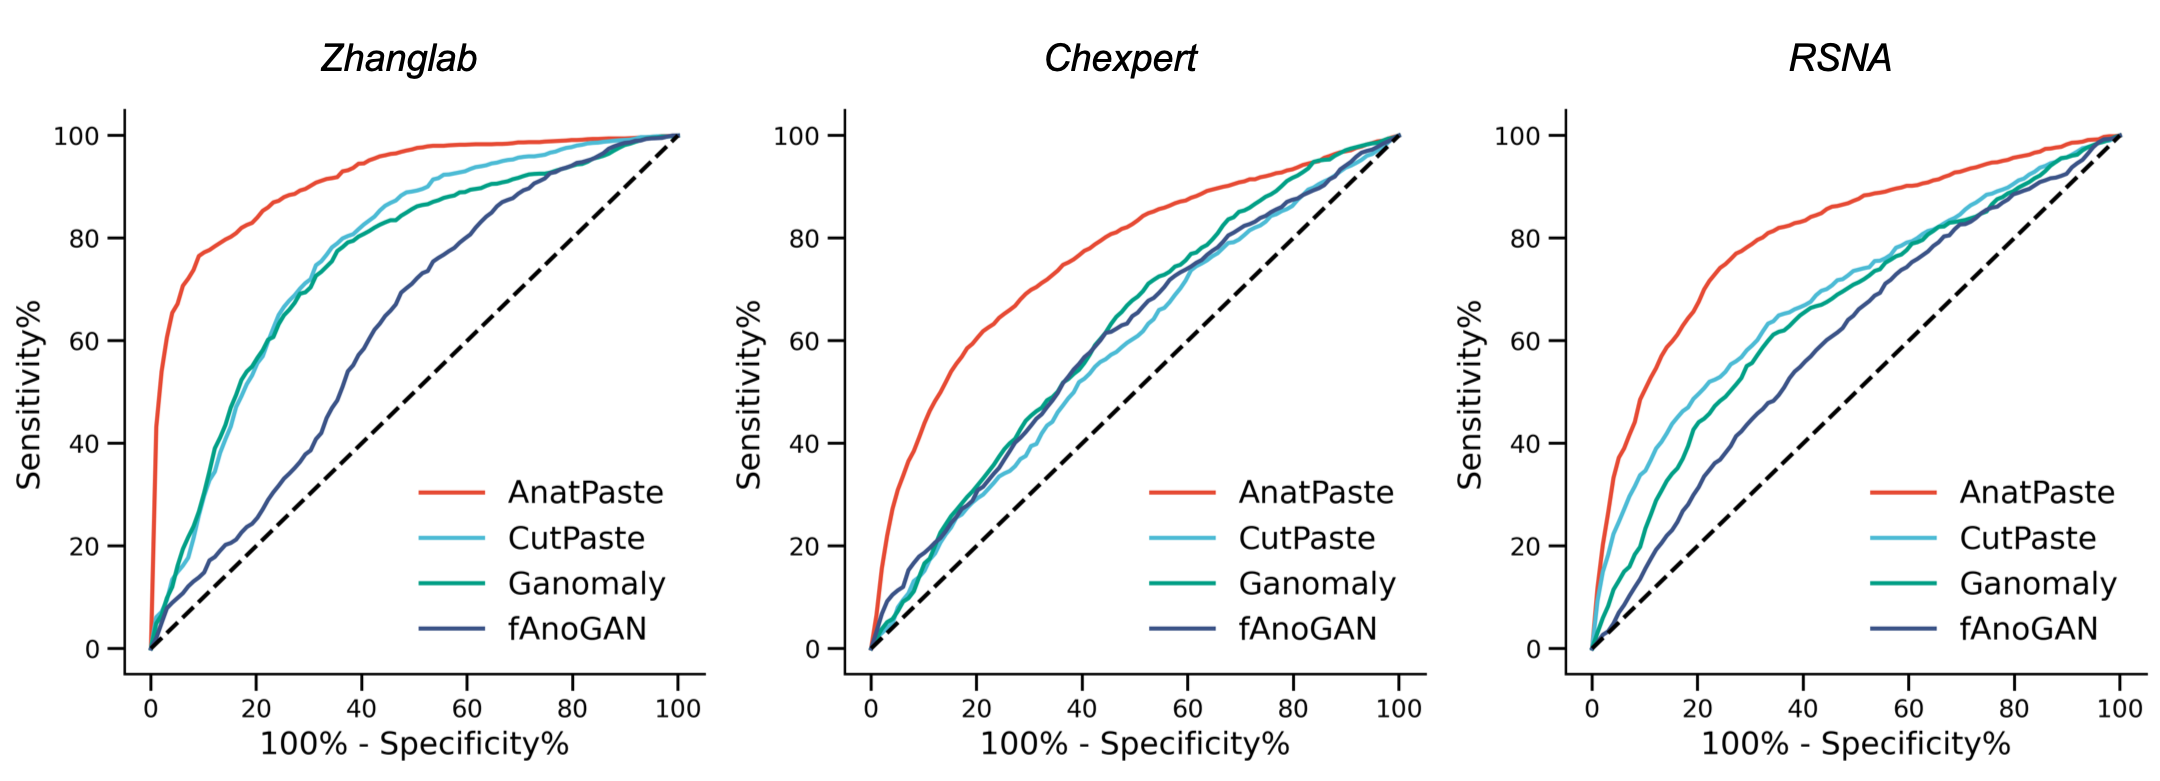 Zhanglab
Sensitivity%
100
80
60
40
20
0
AnatPaste
CutPaste
Ganomaly
fAnoGAN
0 20 40 60 80 100
100% - Specificity%
Chexpert
Sensitivity%
100
80
60
40
20
0
AnatPaste
CutPaste
Ganomaly
fAnoGAN
0 20 40 60 80 100
100% - Specificity%
RSNA
Sensitivity%
100
80
60
40
20
0
AnatPaste
CutPaste
Ganomaly
fAnoGAN
0 20 40 60 80 100
100% - Specificity%